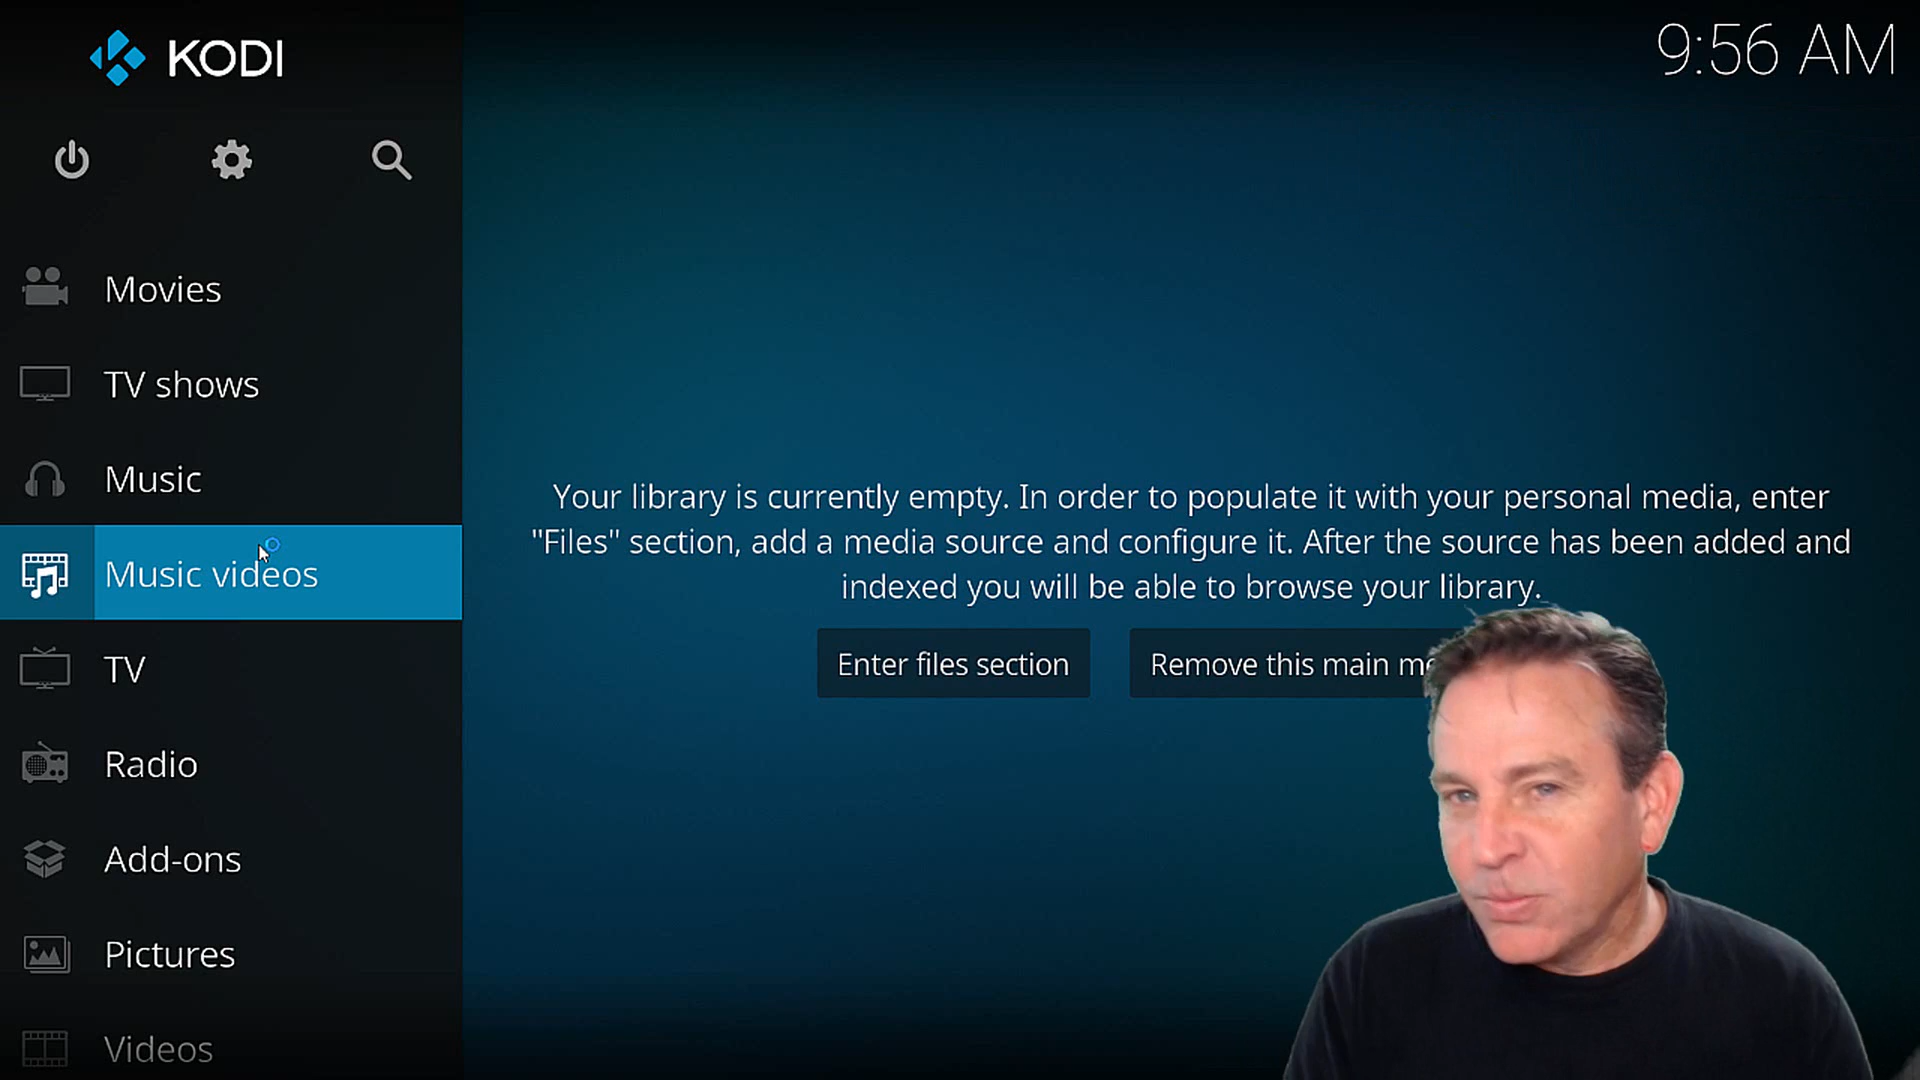 KODI
9:56 AM
Movies
TV shows
Music
Music videos
TV
Radio
Add-ons
Pictures
Videos
Your library is currently empty. In order to populate it with your personal media, enter
"Files" section, add a media source and configure it. After the source has been added and
indexed you will be able to browse your library.
Enter files section
Remove this main